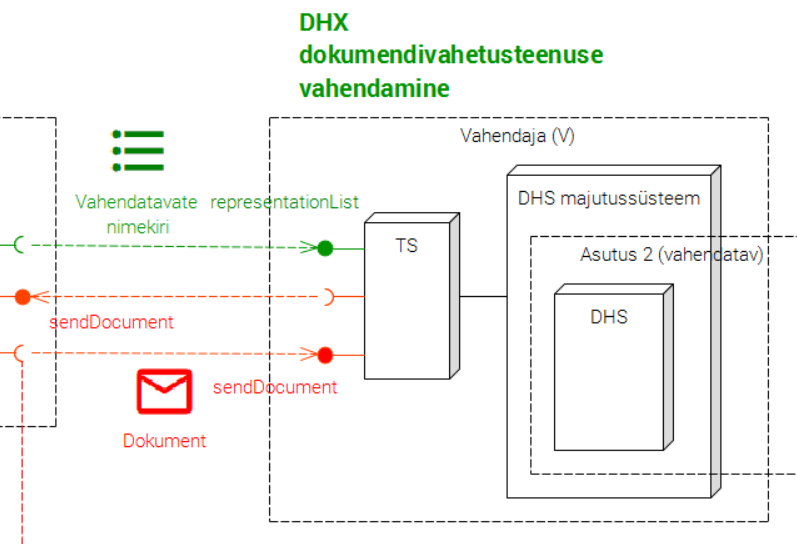 DHX
dokumendivahetusteenuse
vahendamine
Vahendaja (V)
Vahendatavate
nimekiri
representationList
DHS majutussüsteem
TS
Asutus 2 (vahendatav)
DHS
sendDocument
sendDocument
Dokument